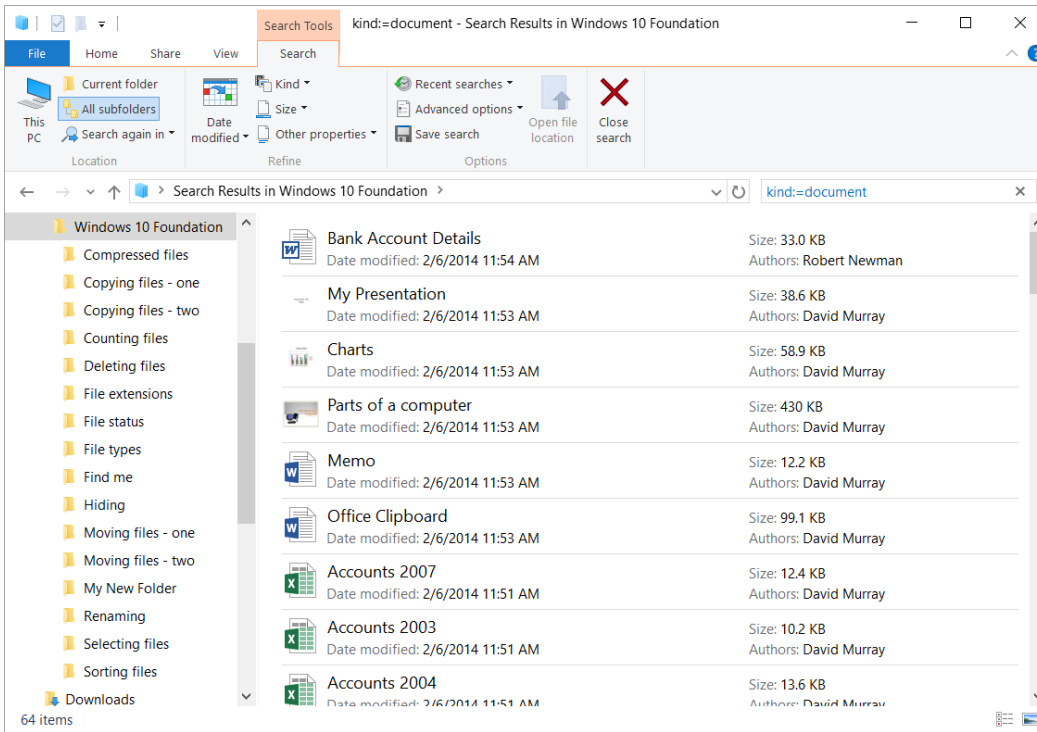 Search Tools
kind:=document - Search Results in Windows 10 Foundation
File Home Share View Search
This PC
Current folder
All subfolders
Search again in
Location
Date modified
Kind
Size
Other properties
Refine
Recent searches
Advanced options
Save search
Open file location
Options
Close search
Search Results in Windows 10 Foundation
kind:=document
Windows 10 Foundation
Compressed files
Copying files - one
Copying files - two
Counting files
Deleting files
File extensions
File status
File types
Find me
Hiding
Moving files - one
Moving files - two
My New Folder
Renaming
Selecting files
Sorting files
Downloads
Bank Account Details Size: 33.0 KB
Date modified: 2/6/2014 11:54 AM Authors: Robert Newman
My Presentation Size: 38.6 KB
Date modified: 2/6/2014 11:53 AM Authors: David Murray
Charts Size: 58.9 KB
Date modified: 2/6/2014 11:53 AM Authors: David Murray
Parts of a computer Size: 430 KB
Date modified: 2/6/2014 11:53 AM Authors: David Murray
Memo Size: 12.2 KB
Date modified: 2/6/2014 11:53 AM Authors: David Murray
Office Clipboard Size: 99.1 KB
Date modified: 2/6/2014 11:53 AM Authors: David Murray
Accounts 2007 Size: 12.4 KB
Date modified: 2/6/2014 11:51 AM Authors: David Murray
Accounts 2003 Size: 10.2 KB
Date modified: 2/6/2014 11:51 AM Authors: David Murray
Accounts 2004 Size: 13.6 KB
Date modified: 2/6/2014 11:51 AM Authors: David Murray
64 items